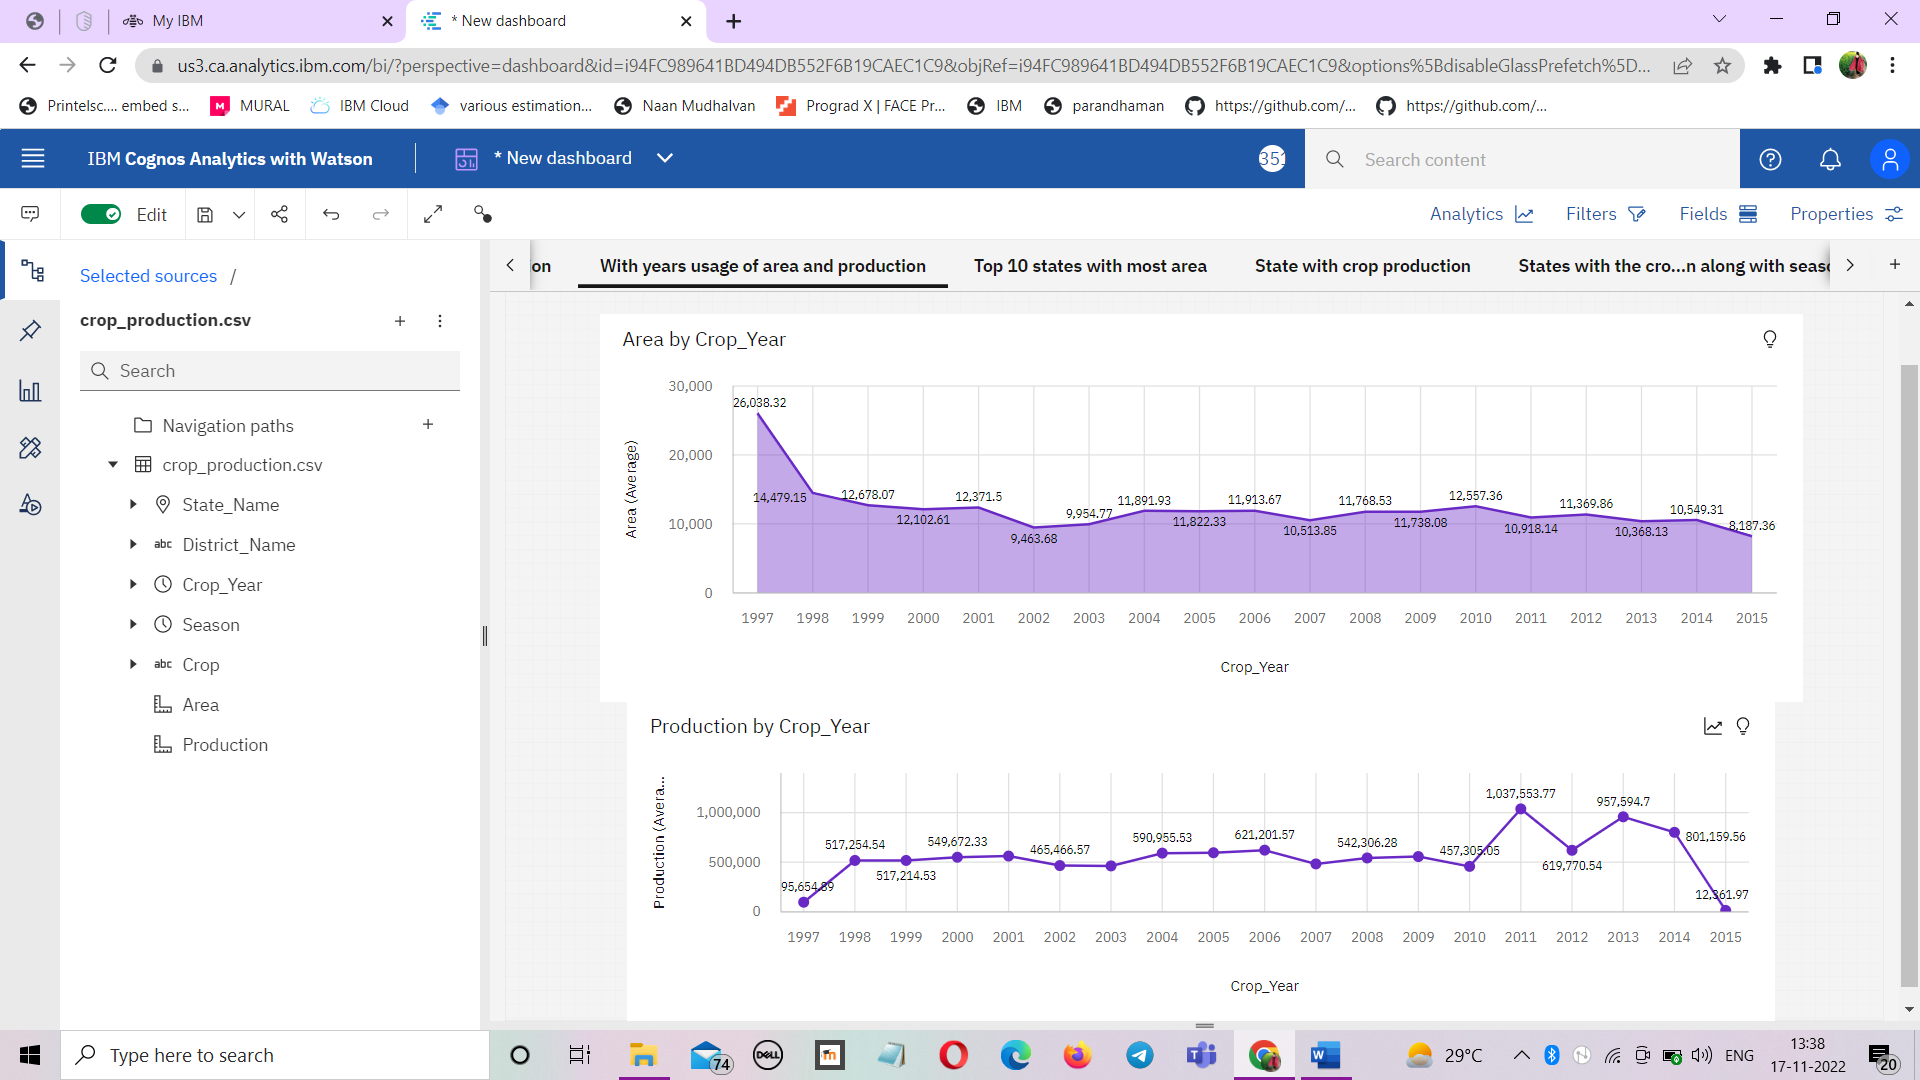 My IBM
* New dashboard
us3.ca.analytics.ibm.com/bi/?perspective=dashboard&id=i94FC989641BD494DB552F6B19CAEC1C9&objRef=i94FC989641BD494DB552F6B19CAEC1C9&options%5BdisableGlassPrefetch%5D...
Printelsc.... embed s...
MURAL
IBM Cloud
various estimation...
Naan Mudhalvan
Prograd X | FACE Pr...
IBM
parandhaman
https://github.com/...
https://github.com/...
IBM Cognos Analytics with Watson
* New dashboard
351
Search content
Edit
Analytics
Filters
Fields
Properties
Selected sources /
crop_production.csv
Search
Navigation paths
crop_production.csv
State_Name
abc District_Name
Crop_Year
Season
abc Crop
Area
Production
ion
With years usage of area and production
Top 10 states with most area
State with crop production
States with the cro...n along with seaso
Area by Crop_Year
Area (Average)
30,000
20,000
10,000
0
26,038.32
14,479.15
12,678.07
12,102.61
12,371.5
9,463.68
9,954.77
11,891.93
11,822.33
11,913.67
10,513.85
11,768.53
11,738.08
12,557.36
10,918.14
11,369.86
10,368.13
10,549.31
8,187.36
1997 1998 1999 2000 2001 2002 2003 2004 2005 2006 2007 2008 2009 2010 2011 2012 2013 2014 2015
Crop_Year
Production by Crop_Year
Production (Avera...
1,000,000
500,000
0
95,654.89
517,254.54
517,214.53
549,672.33
465,466.57
590,955.53
621,201.57
542,306.28
457,305.05
1,037,553.77
619,770.54
957,594.7
801,159.56
12,361.97
1997 1998 1999 2000 2001 2002 2003 2004 2005 2006 2007 2008 2009 2010 2011 2012 2013 2014 2015
Crop_Year
Type here to search
74
DELL
m
W
29°C
ENG
13:38
17-11-2022
20